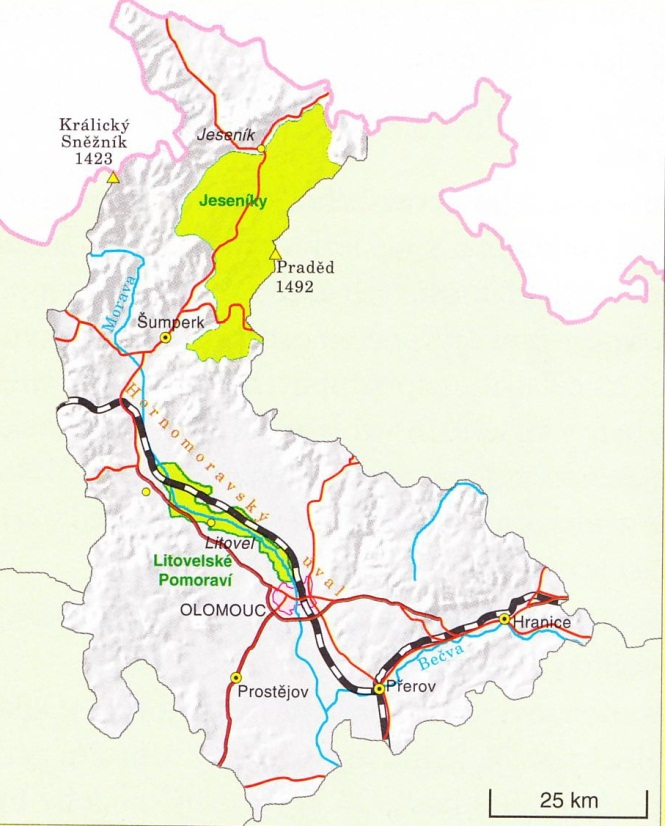 Králický
Sněžník
1423
Jeseník
Jeseníky
Praděd
1492
Morava
Šumperk
Hornomoravský
úval
Litovel
Litovelské
Pomoraví
OLOMOUC
Hranice
Bečva
Prostějov
Přerov
25 km